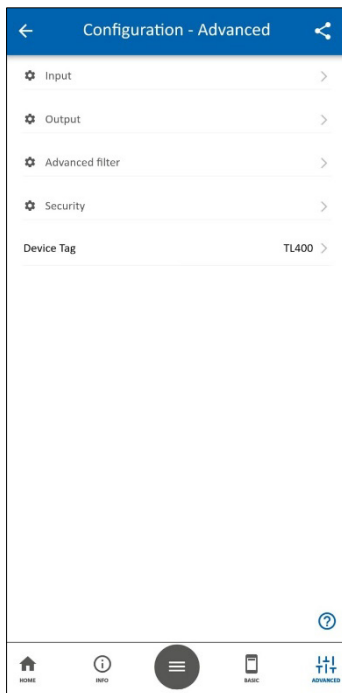 Configuration - Advanced
Input
Output
Advanced filter
Security
Device Tag TL400
HOME INFO BASIC ADVANCED